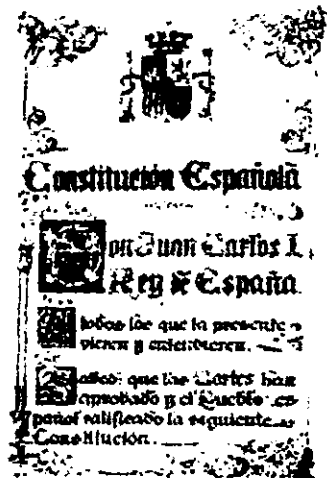 Constitución Española
Don Juan Carlos I,
Rey de España
A todos los que la presente
vieren y entendieren.
Sabed: que las Cortes han
aprobado y el Pueblo es-
pañol ratificado la siguiente
Constitución.